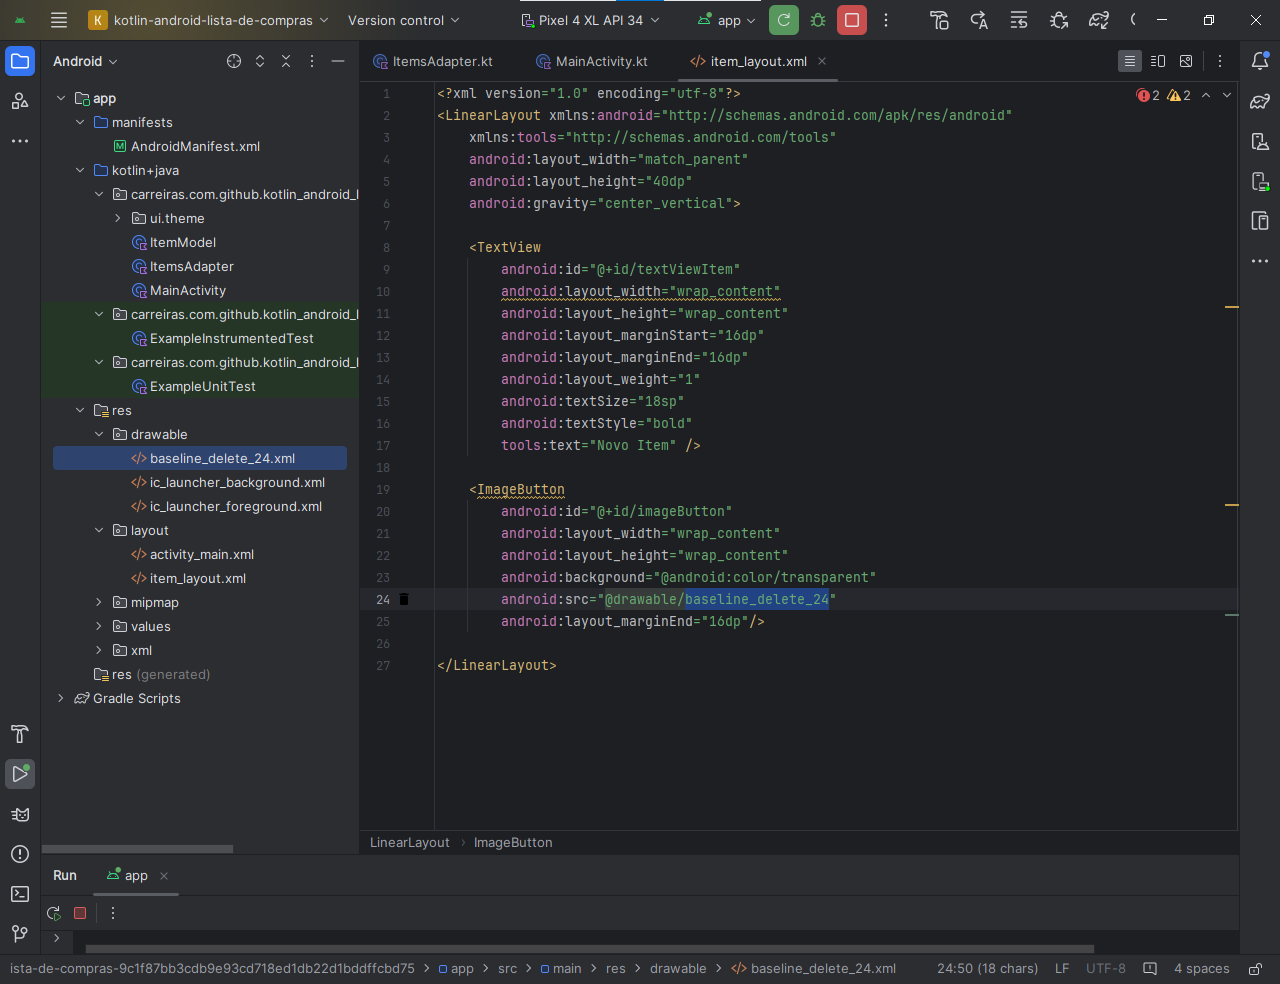 K kotlin-android-lista-de-compras Version control Pixel 4 XL API 34 app
Android ItemsAdapter.kt MainActivity.kt item_layout.xml
app
manifests
AndroidManifest.xml
kotlin+java
carreiras.com.github.kotlin_android_l
ui.theme
ItemModel
ItemsAdapter
MainActivity
carreiras.com.github.kotlin_android_l
ExampleInstrumentedTest
carreiras.com.github.kotlin_android_l
ExampleUnitTest
res
drawable
baseline_delete_24.xml
ic_launcher_background.xml
ic_launcher_foreground.xml
layout
activity_main.xml
item_layout.xml
mipmap
values
xml
res (generated)
Gradle Scripts
2 2
1 <?xml version="1.0" encoding="utf-8"?>
2 <LinearLayout xmlns:android="http://schemas.android.com/apk/res/android"
3 xmlns:tools="http://schemas.android.com/tools"
4 android:layout_width="match_parent"
5 android:layout_height="40dp"
6 android:gravity="center_vertical">
7
8 <TextView
9 android:id="@+id/textViewItem"
10 android:layout_width="wrap_content"
11 android:layout_height="wrap_content"
12 android:layout_marginStart="16dp"
13 android:layout_marginEnd="16dp"
14 android:layout_weight="1"
15 android:textSize="18sp"
16 android:textStyle="bold"
17 tools:text="Novo Item" />
18
19 <ImageButton
20 android:id="@+id/imageButton"
21 android:layout_width="wrap_content"
22 android:layout_height="wrap_content"
23 android:background="@android:color/transparent"
24 android:src="@drawable/baseline_delete_24"
25 android:layout_marginEnd="16dp"/>
26
27 </LinearLayout>
LinearLayout ImageButton
Run app
ista-de-compras-9c1f87bb3cdb9e93cd718ed1db22d1bddffcbd75 app src main res drawable baseline_delete_24.xml 24:50 (18 chars) LF UTF-8 4 spaces